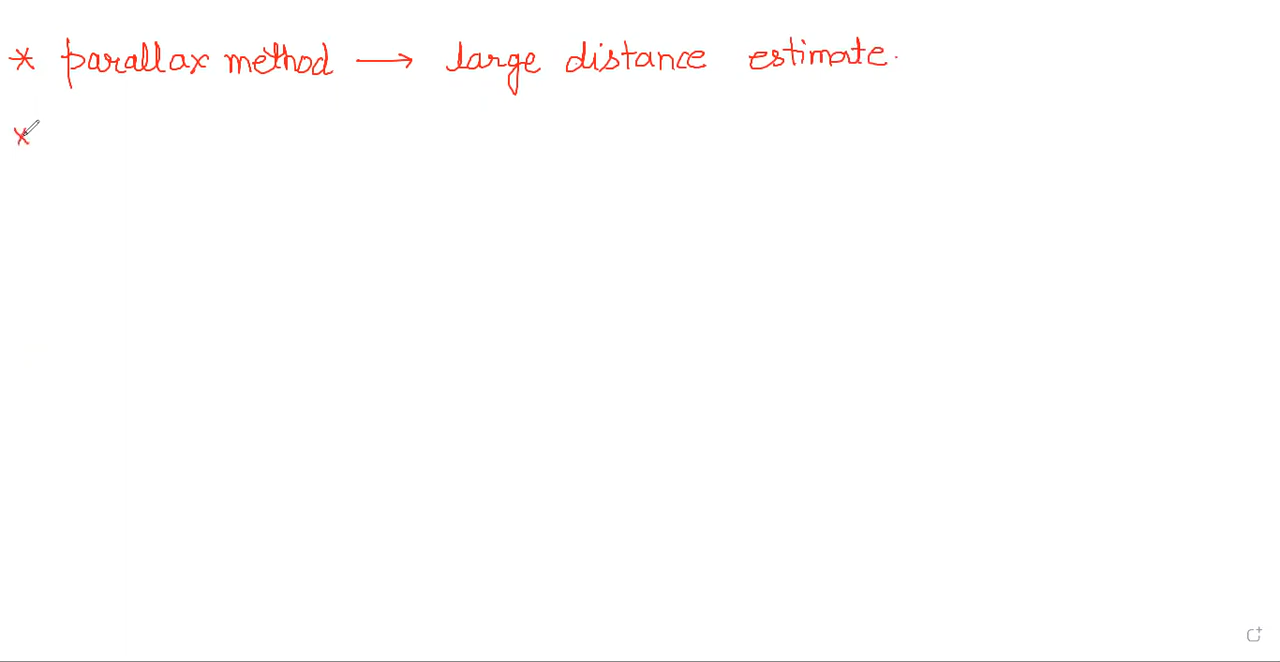 * parallax method → large distance estimate.
*